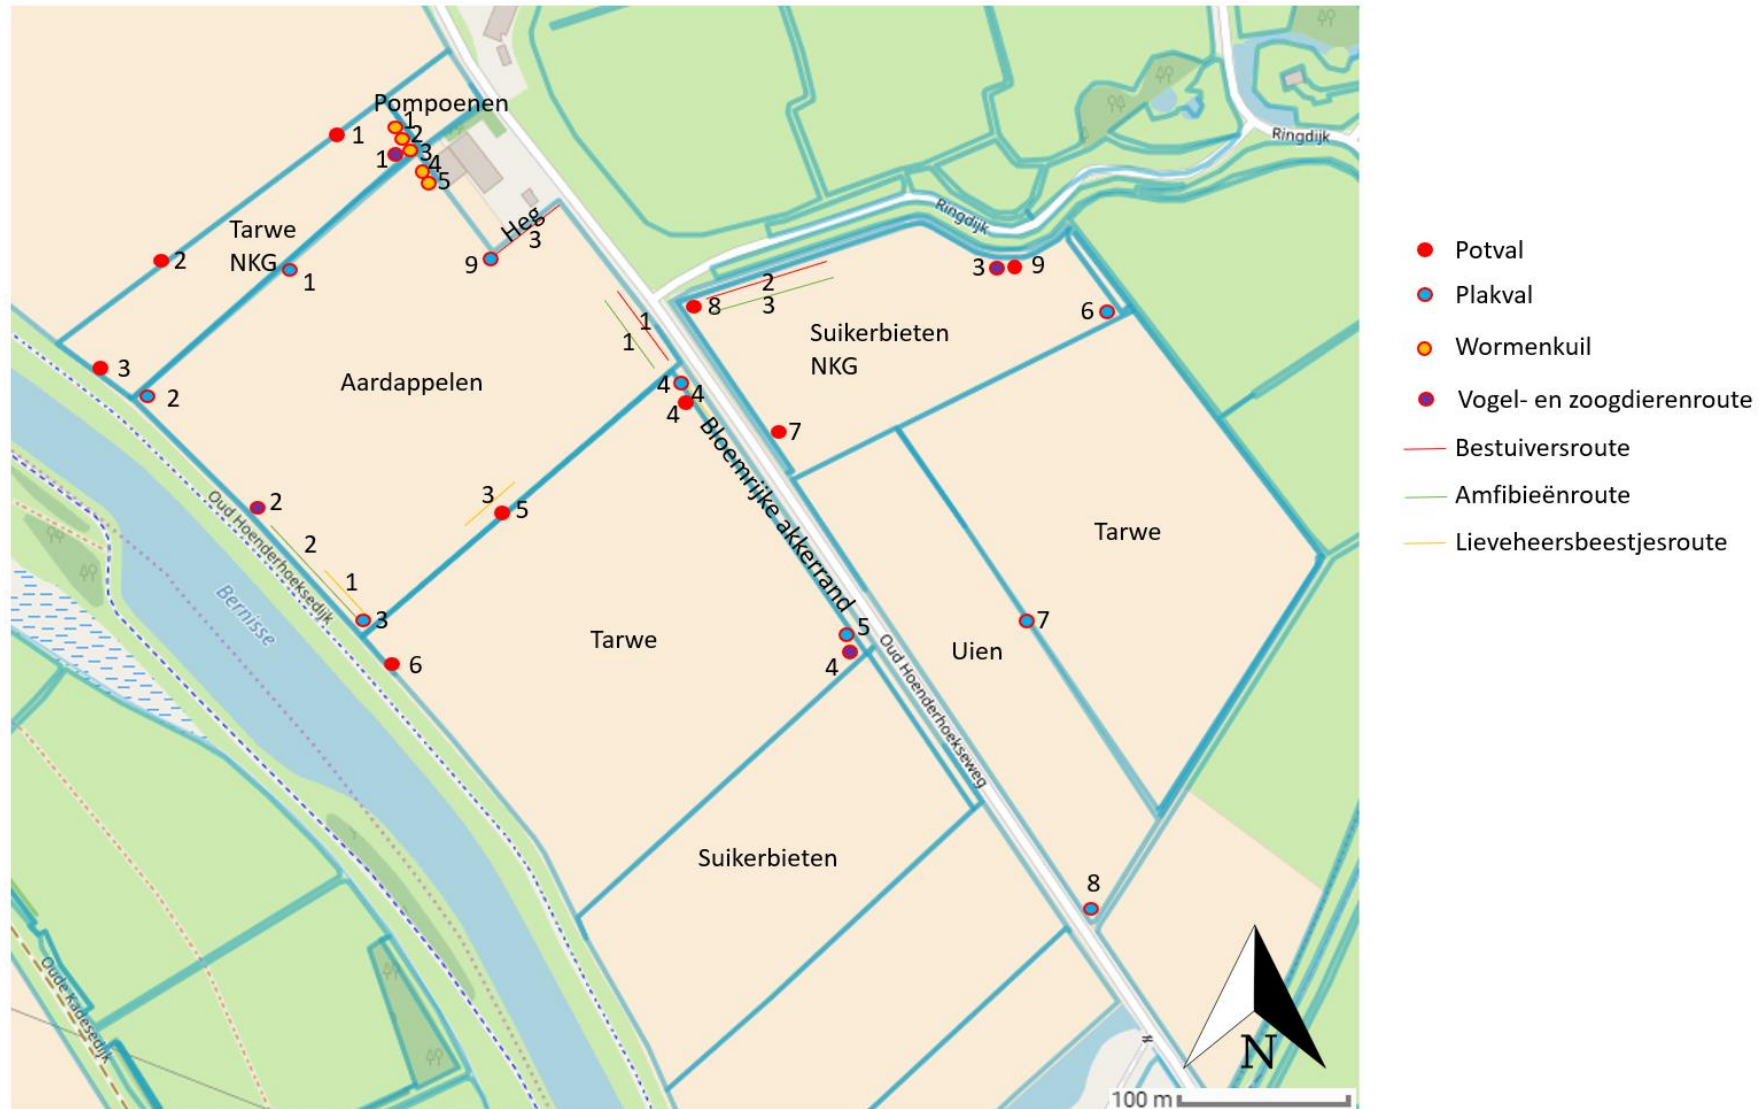 Pompoenen
1
1
2
3
1
4
5
Ringdijk
Ringdijk
Tarwe
NKG
2
1
Heg
3
9
2
3
8
3
9
6
1
1
Suikerbieten
NKG
3
2
Aardappelen
4
4
4
7
Bloemrijke akkerrand
2
3
5
2
1
3
6
Oud Hoenderhoeksedijk
Bernisse
Tarwe
Tarwe
5
4
7
Uien
Oud Hoenderhoekseweg
Suikerbieten
8
Oude Kadesedijk
N
100 m
Potval
Plakval
Wormenkuil
Vogel- en zoogdierenroute
Bestuiversroute
Amfibieënroute
Lieveheersbeestjesroute